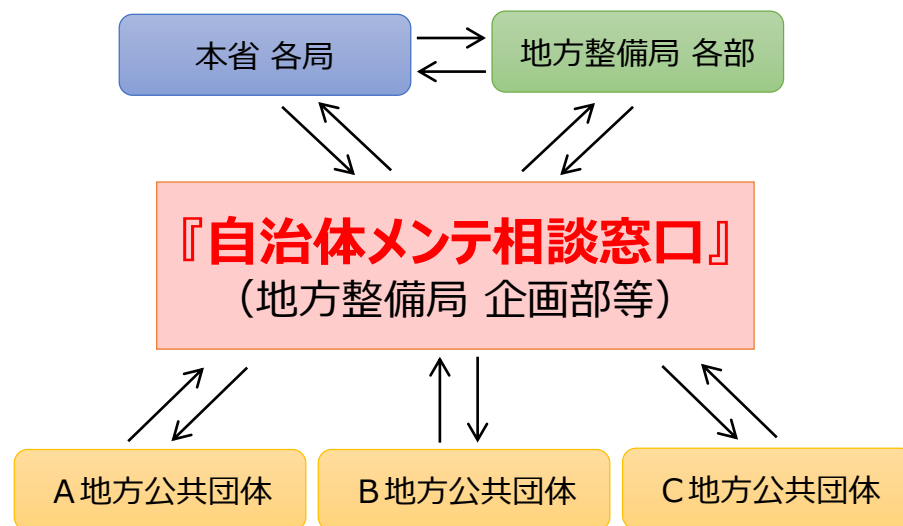 本省 各局
地方整備局 各部
『自治体メンテ相談窓口』
（地方整備局 企画部等）
Ａ地方公共団体
Ｂ地方公共団体
Ｃ地方公共団体